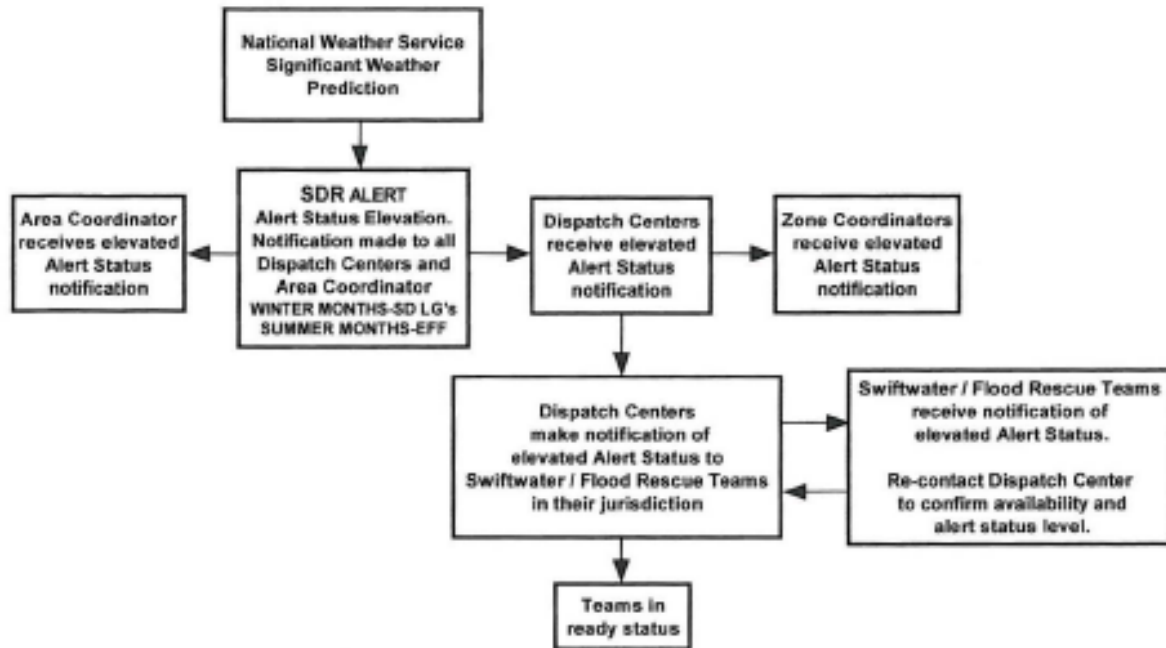 National Weather Service
Significant Weather
Prediction
Area Coordinator
receives elevated
Alert Status
notification
SDR ALERT
Alert Status Elevation.
Notification made to all
Dispatch Centers and
Area Coordinator
WINTER MONTHS-SD LG's
SUMMER MONTHS-EFF
Dispatch Centers
receive elevated
Alert Status
notification
Zone Coordinators
receive elevated
Alert Status
notification
Dispatch Centers
make notification of
elevated Alert Status to
Swiftwater / Flood Rescue Teams
in their jurisdiction
Swiftwater / Flood Rescue Teams
receive notification of
elevated Alert Status.
Re-contact Dispatch Center
to confirm availability and
alert status level.
Teams in
ready status